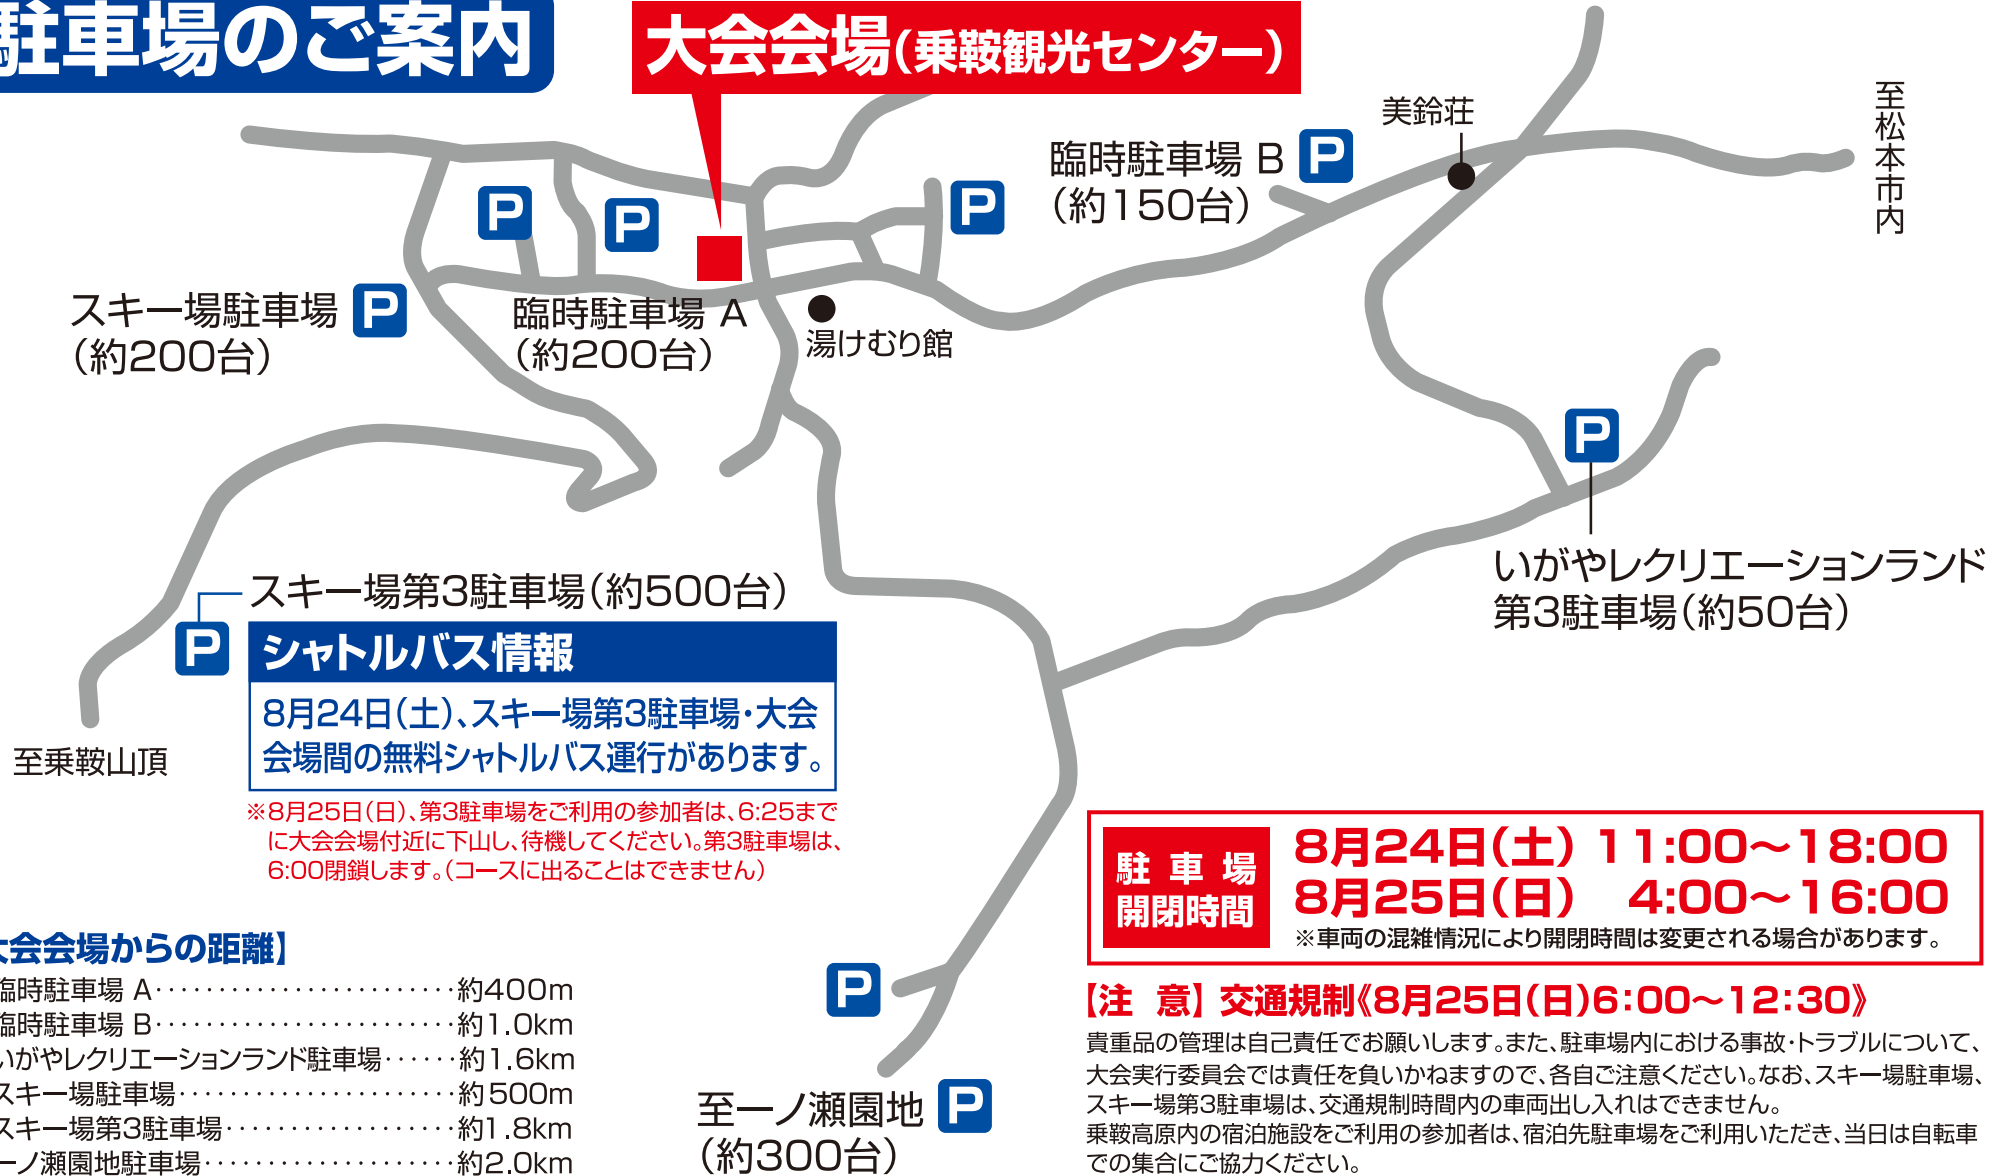 駐車場のご案内
大会会場(乗鞍観光センター)
美鈴荘
至松本市内
臨時駐車場 B P
(約150台)
P
P
P
スキー場駐車場 P
(約200台)
臨時駐車場 A
(約200台)
湯けむり館
P
いがやレクリエーションランド
第3駐車場(約50台)
スキー場第3駐車場(約500台)
P
シャトルバス情報
8月24日(土)、スキー場第3駐車場・大会
会場間の無料シャトルバス運行があります。
至乗鞍山頂
※8月25日(日)、第3駐車場をご利用の参加者は、6:25まで
に大会会場付近に下山し、待機してください。第3駐車場は、
6:00閉鎖します。(コースに出ることはできません)
駐車場
開閉時間
8月24日(土) 11:00〜18:00
8月25日(日) 4:00〜16:00
※車両の混雑情況により開閉時間は変更される場合があります。
大会会場からの距離】
臨時駐車場 A・・・・・・・・・・・・・・・・・・・・・・・・約400m
臨時駐車場 B・・・・・・・・・・・・・・・・・・・・・・・・約1.0km
いがやレクリエーションランド駐車場・・・・・・約1.6km
スキー場駐車場・・・・・・・・・・・・・・・・・・・・・・約500m
スキー場第3駐車場・・・・・・・・・・・・・・・・・・約1.8km
一ノ瀬園地駐車場・・・・・・・・・・・・・・・・・・・・約2.0km
P
至一ノ瀬園地 P
(約300台)
【注 意】交通規制《8月25日(日)6:00〜12:30》
貴重品の管理は自己責任でお願いします。また、駐車場内における事故・トラブルについて、
大会実行委員会では責任を負いかねますので、各自ご注意ください。なお、スキー場駐車場、
スキー場第3駐車場は、交通規制時間内の車両出し入れはできません。
乗鞍高原内の宿泊施設をご利用の参加者は、宿泊先駐車場をご利用いただき、当日は自転車
での集合にご協力ください。